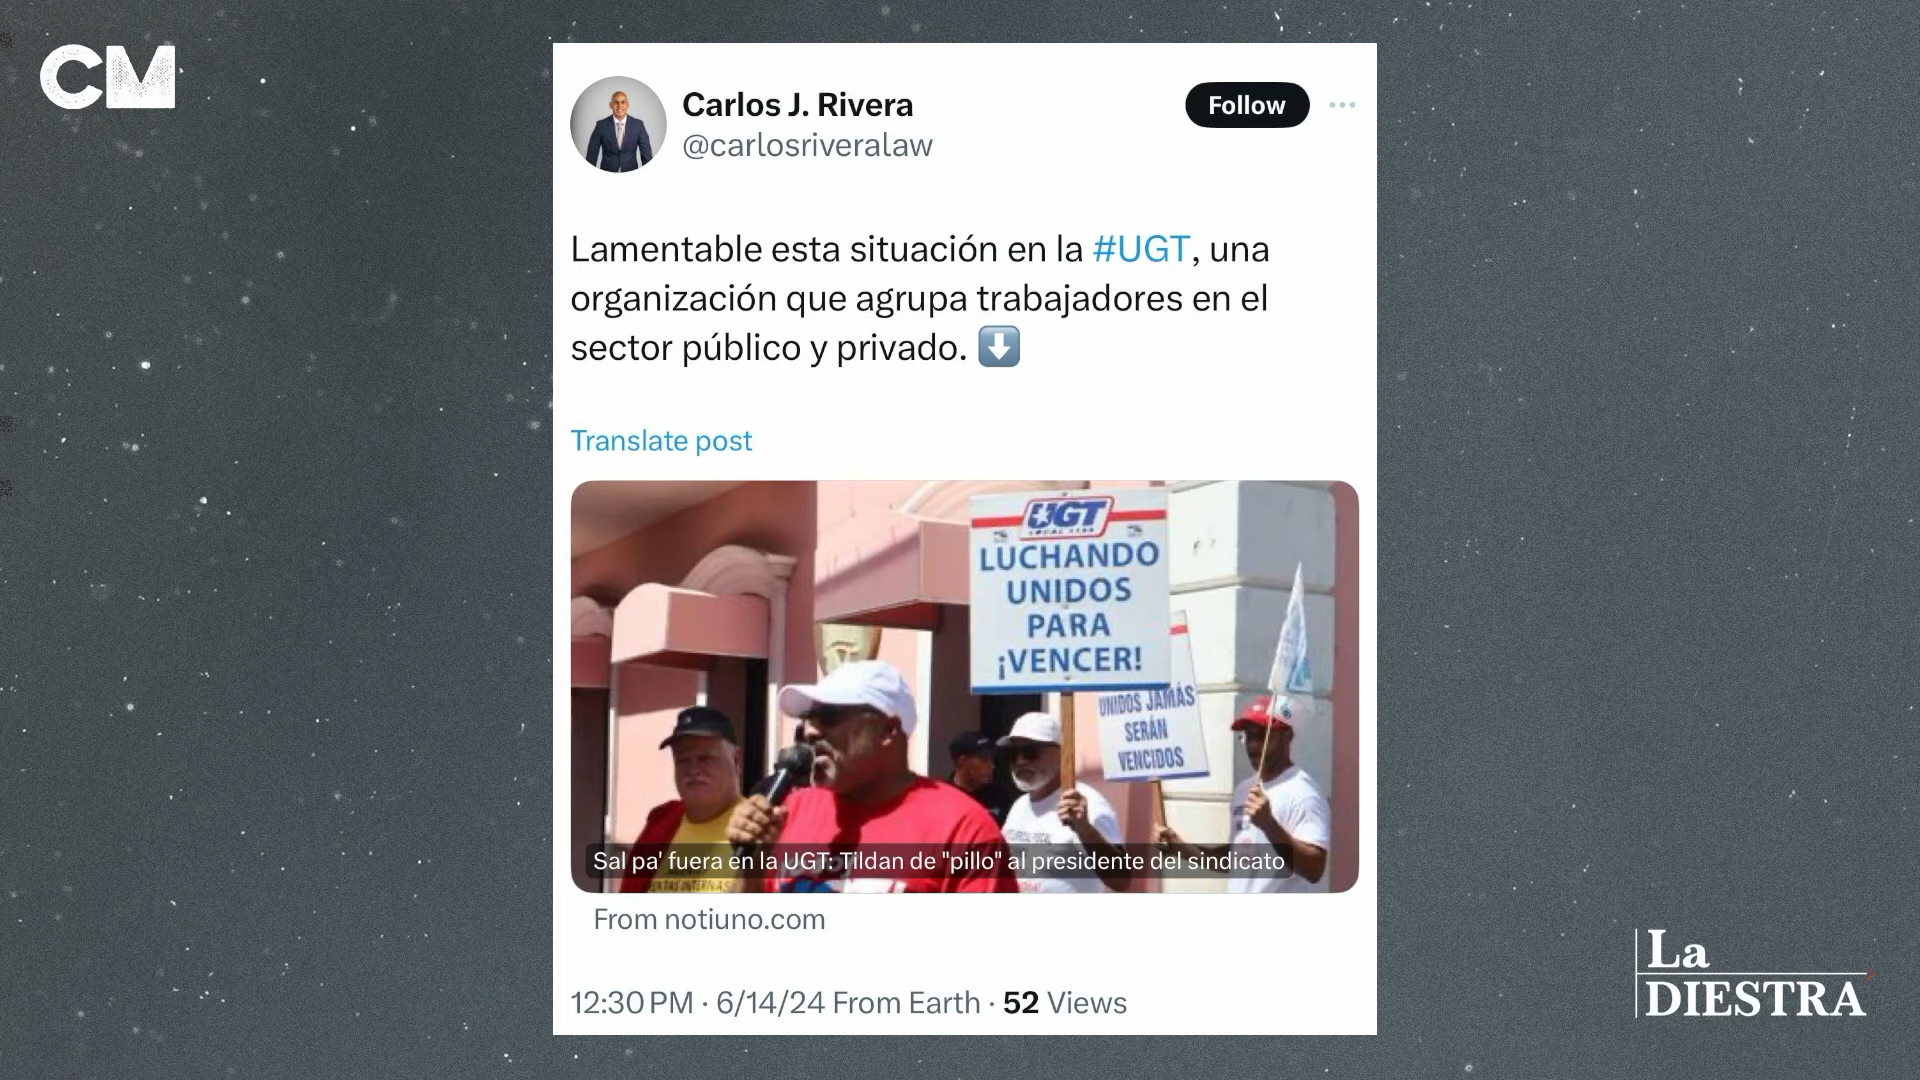 CM
Carlos J. Rivera
@carlosriveralaw
Follow
Lamentable esta situación en la #UGT, una
organización que agrupa trabajadores en el
sector público y privado.
Translate post
UGT
LUCHANDO
UNIDOS
PARA
¡VENCER!
UNIDOS JAMÁS
SERÁN
VENCIDOS
Sal pa' fuera en la UGT: Tildan de "pillo" al presidente del sindicato
From notiuno.com
12:30 PM · 6/14/24 From Earth · 52 Views
La
DIESTRA